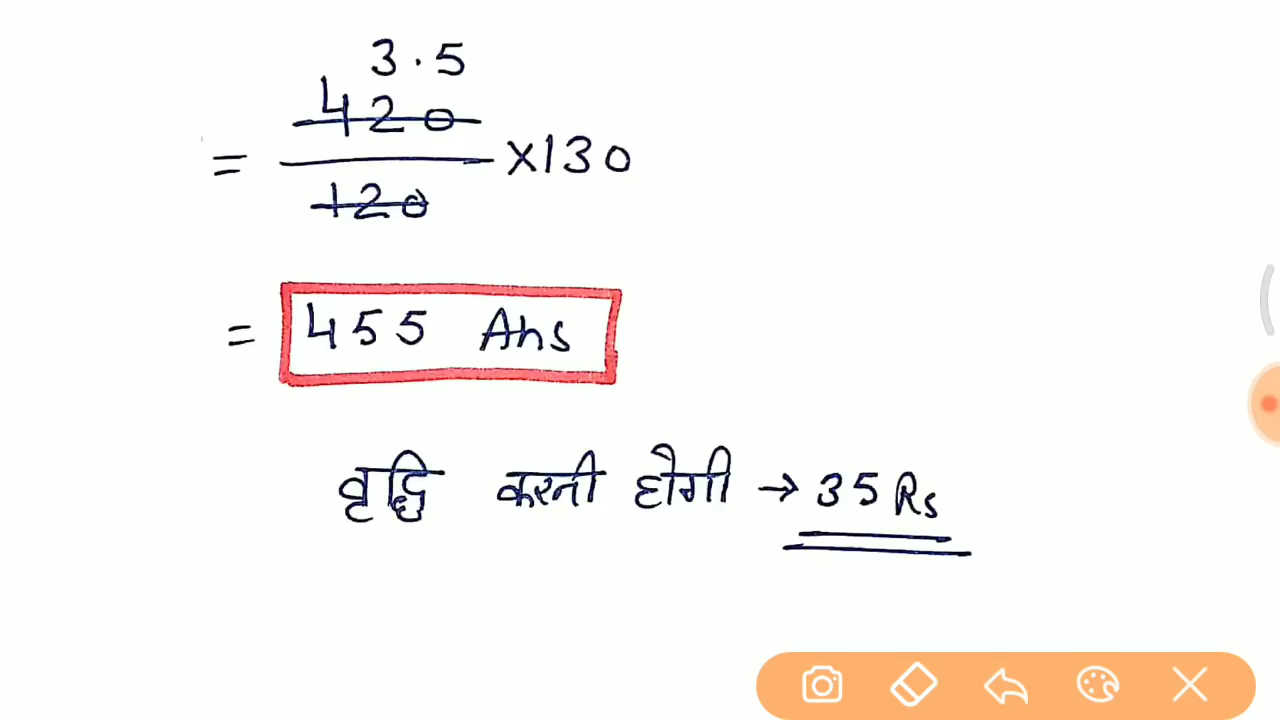 3.5
420
= ×130
120
= 455 Ans
वृद्धि करनी होगी → 35 Rs